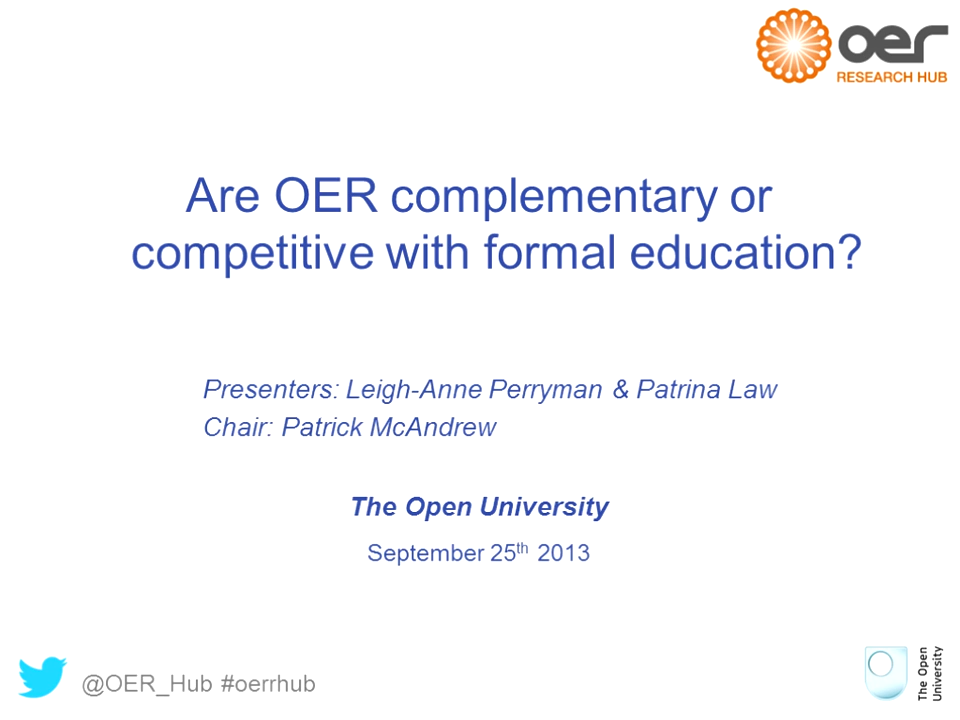 oer
RESEARCH HUB
Are OER complementary or
competitive with formal education?
Presenters: Leigh-Anne Perryman & Patrina Law
Chair: Patrick McAndrew
The Open University
September 25th 2013
@OER_Hub #oerrhub
The Open
University